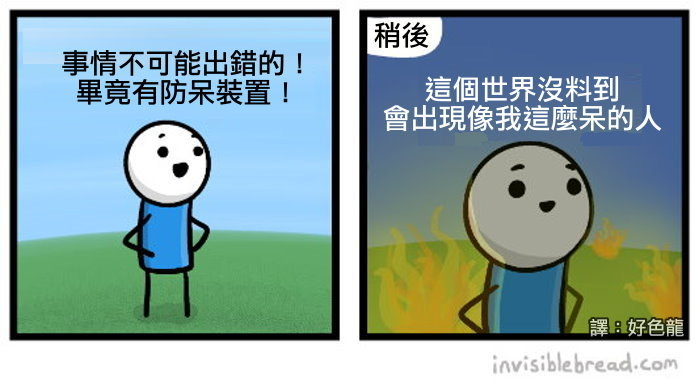 事情不可能出錯的！
畢竟有防呆裝置！
稍後
這個世界沒料到
會出現像我這麼呆的人
譯：好色龍
invisiblebread.com